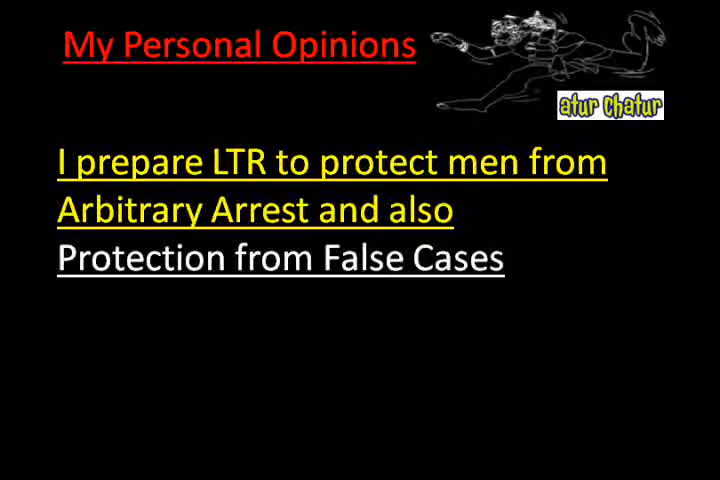 My Personal Opinions
atur chatur
I prepare LTR to protect men from
Arbitrary Arrest and also
Protection from False Cases